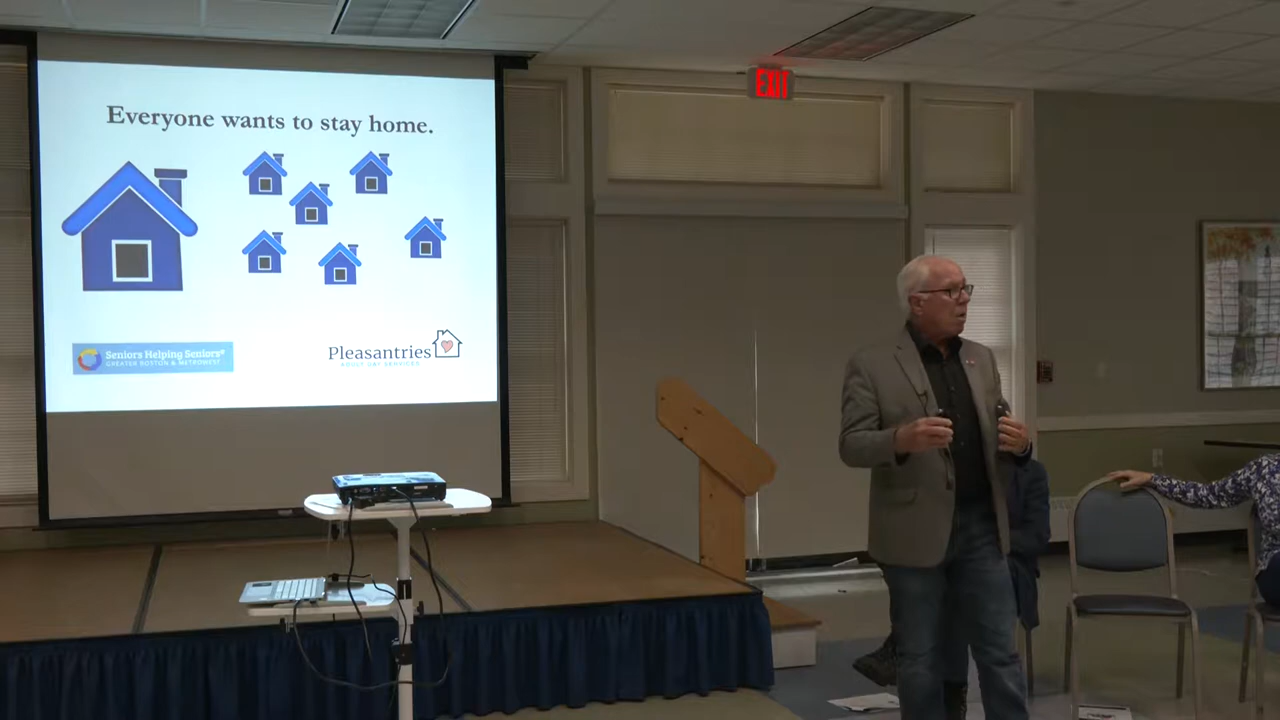 Everyone wants to stay home.
Seniors Helping Seniors®
GREATER BOSTON & METROWEST
Pleasantries
ADULT DAY SERVICES
EXIT